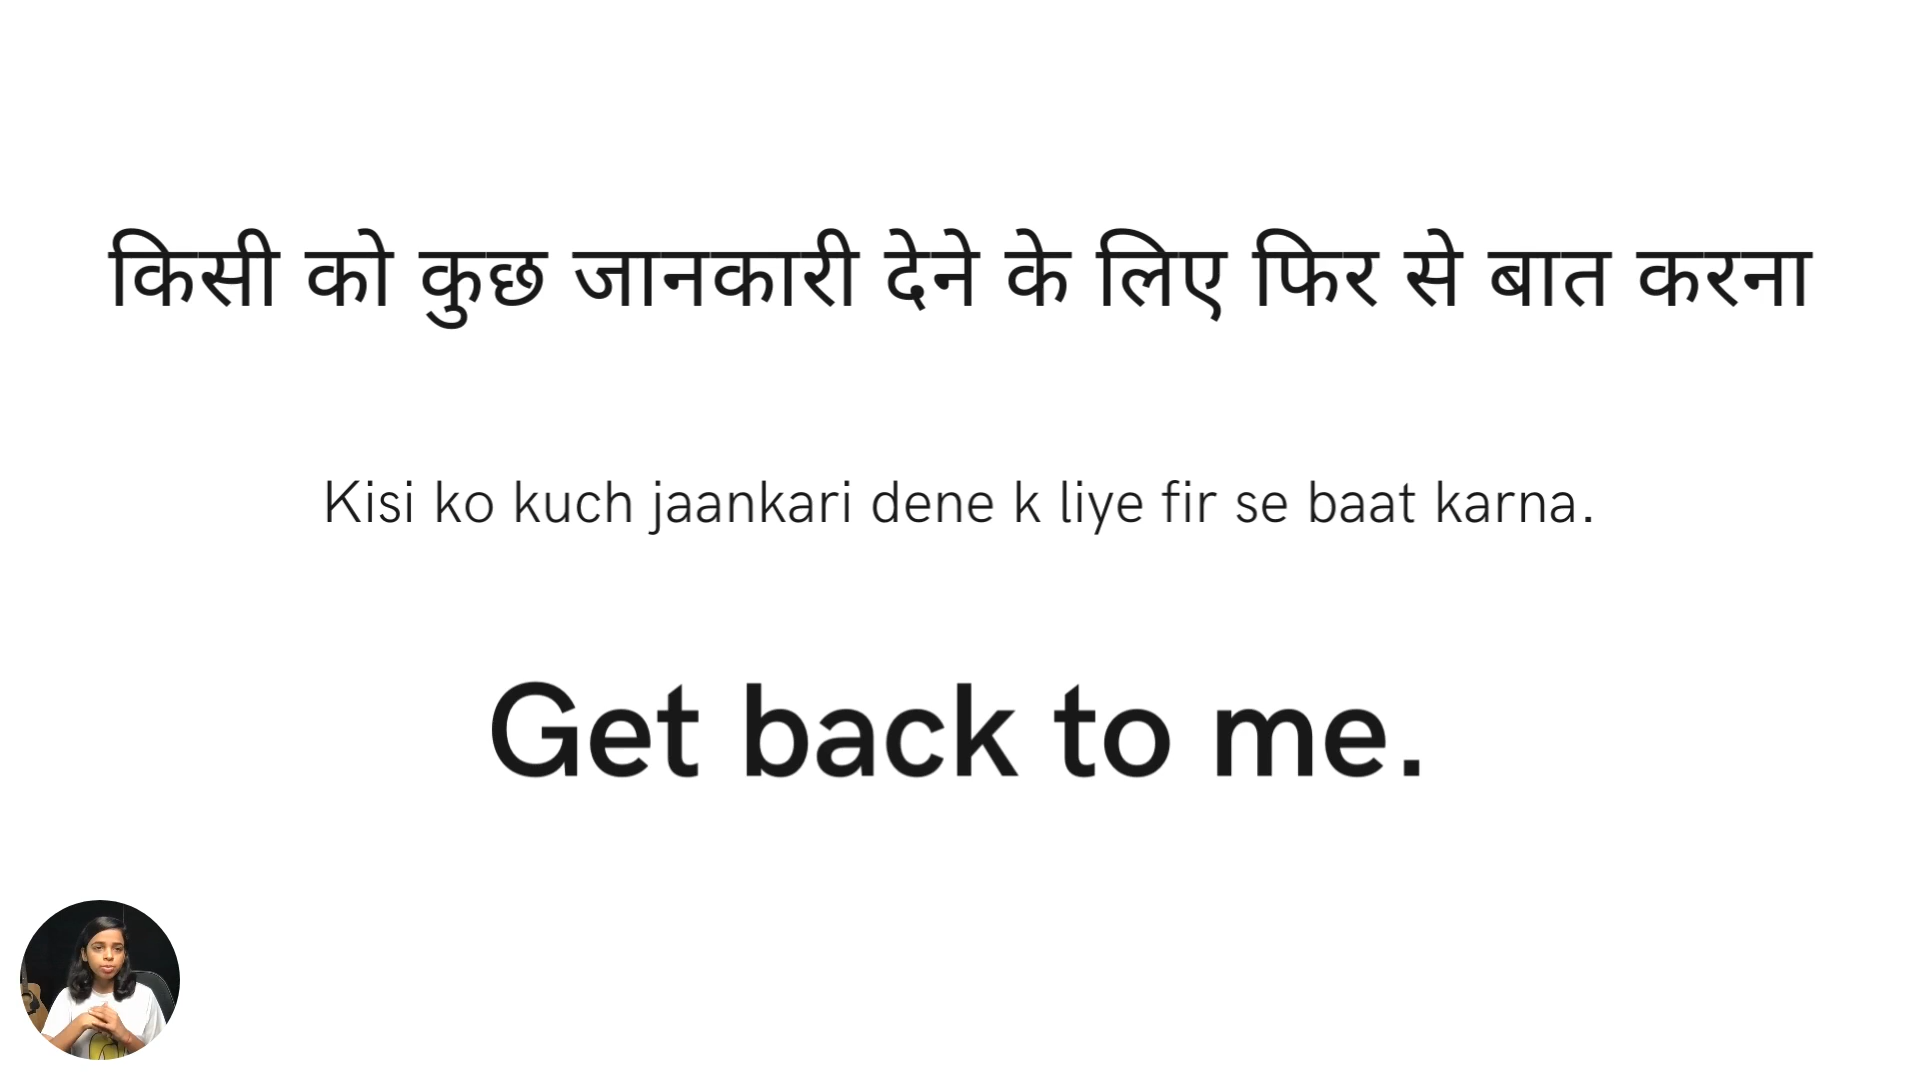 किसी को कुछ जानकारी देने के लिए फिर से बात करना
Kisi ko kuch jaankari dene k liye fir se baat karna.
Get back to me.